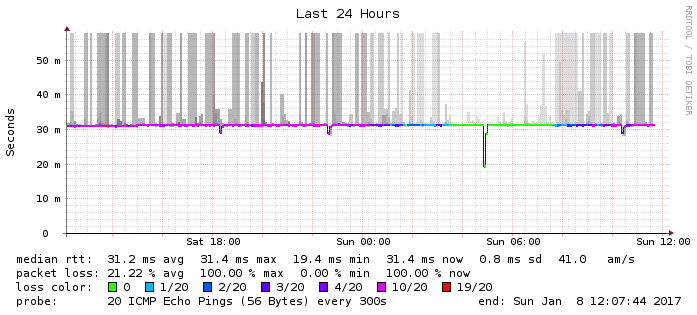 Last 24 Hours
RRDTOOL / TOBI OETIKER
Seconds
50 m
40 m
30 m
20 m
10 m
0
Sat 18:00 Sun 00:00 Sun 06:00 Sun 12:00
median rtt: 31.2 ms avg 31.4 ms max 19.4 ms min 31.4 ms now 0.8 ms sd 41.0 am/s
packet loss: 21.22 % avg 100.00 % max 0.00 % min 100.00 % now
loss color: 0 1/20 2/20 3/20 4/20 10/20 19/20
probe: 20 ICMP Echo Pings (56 Bytes) every 300s end: Sun Jan 8 12:07:44 2017